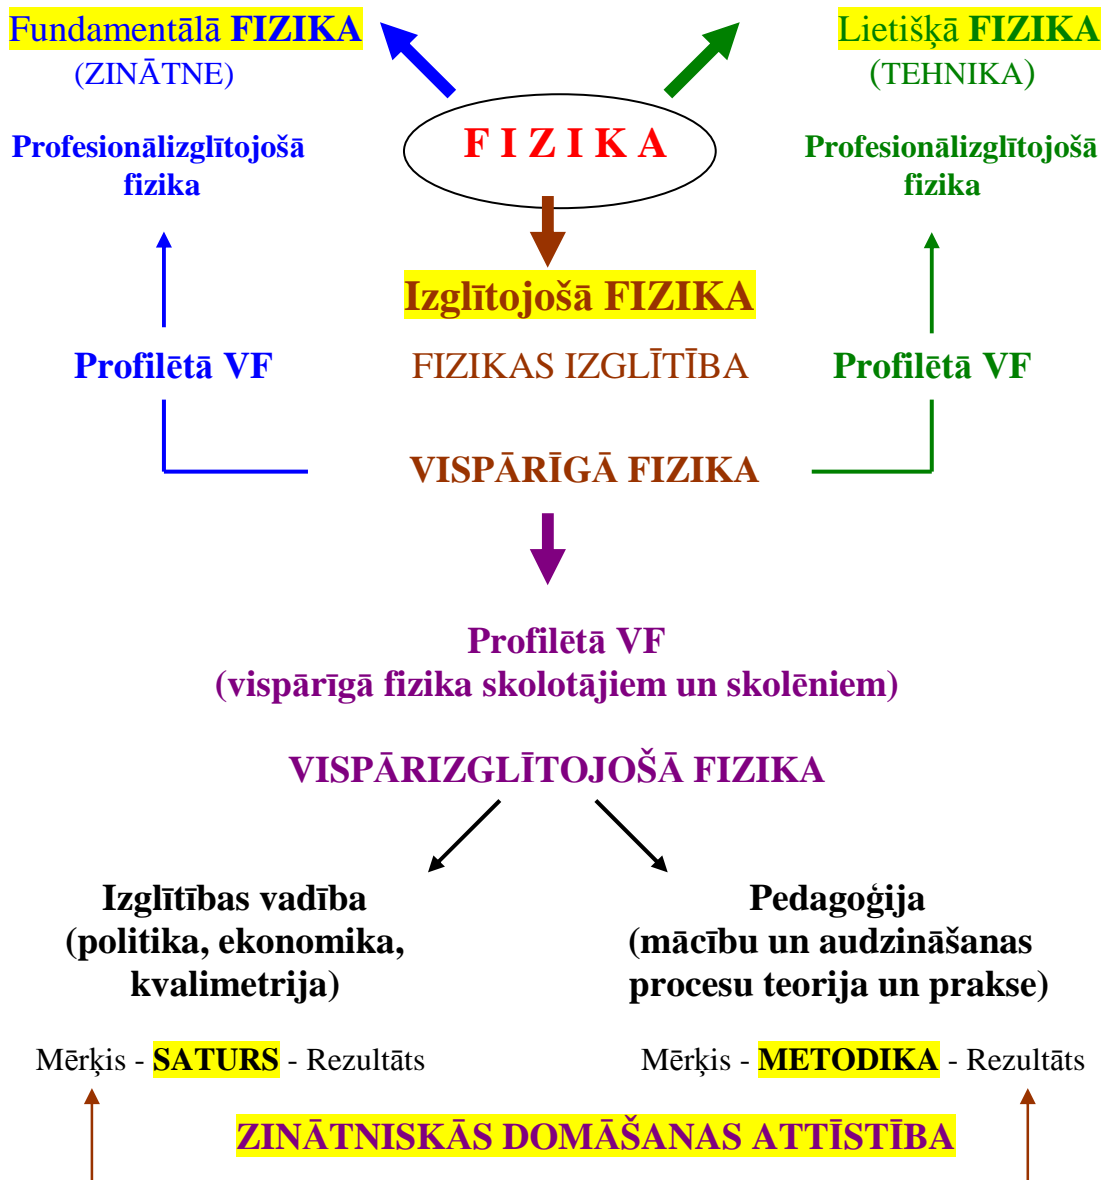 Fundamentālā FIZIKA
(ZINĀTNE)
Lietišķā FIZIKA
(TEHNIKA)
F I Z I K A
Profesionālizglītojošā
fizika
Profesionālizglītojošā
fizika
Izglītojošā FIZIKA
Profilētā VF
FIZIKAS IZGLĪTĪBA
Profilētā VF
VISPĀRĪGĀ FIZIKA
Profilētā VF
(vispārīgā fizika skolotājiem un skolēniem)
VISPĀRIZGLĪTOJOŠĀ FIZIKA
Izglītības vadība
(politika, ekonomika,
kvalimetrija)
Pedagoģija
(mācību un audzināšanas
procesu teorija un prakse)
Mērķis - SATURS - Rezultāts
Mērķis - METODIKA - Rezultāts
ZINĀTNISKĀS DOMĀŠANAS ATTĪSTĪBA